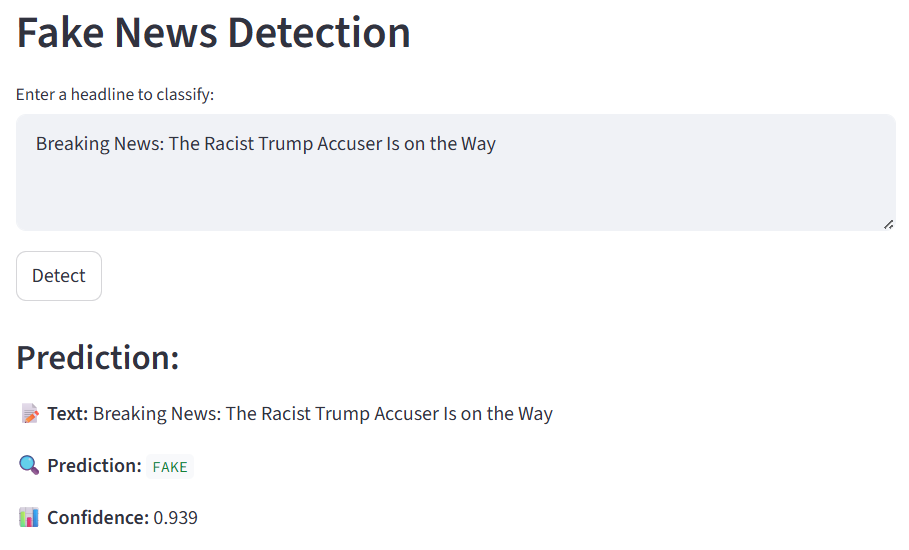 Fake News Detection
Enter a headline to classify:
Breaking News: The Racist Trump Accuser Is on the Way
Detect
Prediction:
Text: Breaking News: The Racist Trump Accuser Is on the Way
Prediction: FAKE
Confidence: 0.939